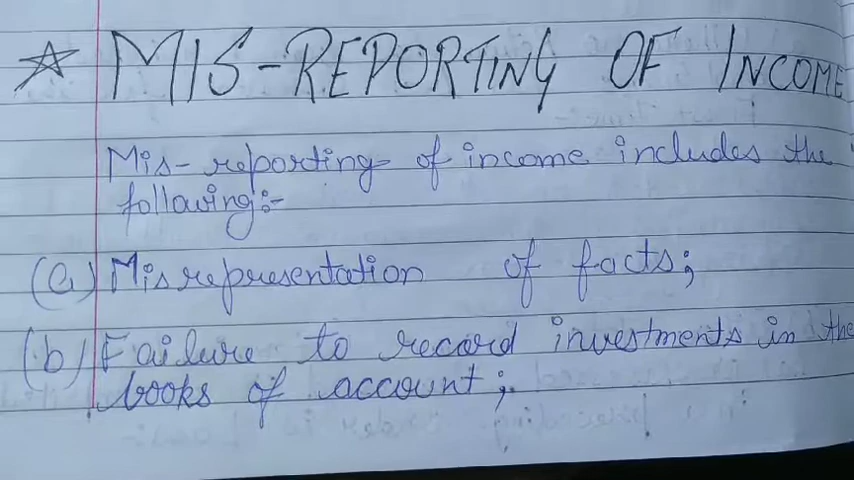 ☆ MIS-REPORTING OF INCOME
Mis-reporting of income includes the
following:-
(a) Misrepresentation of facts;
(b) Failure to record investments in the
books of account;